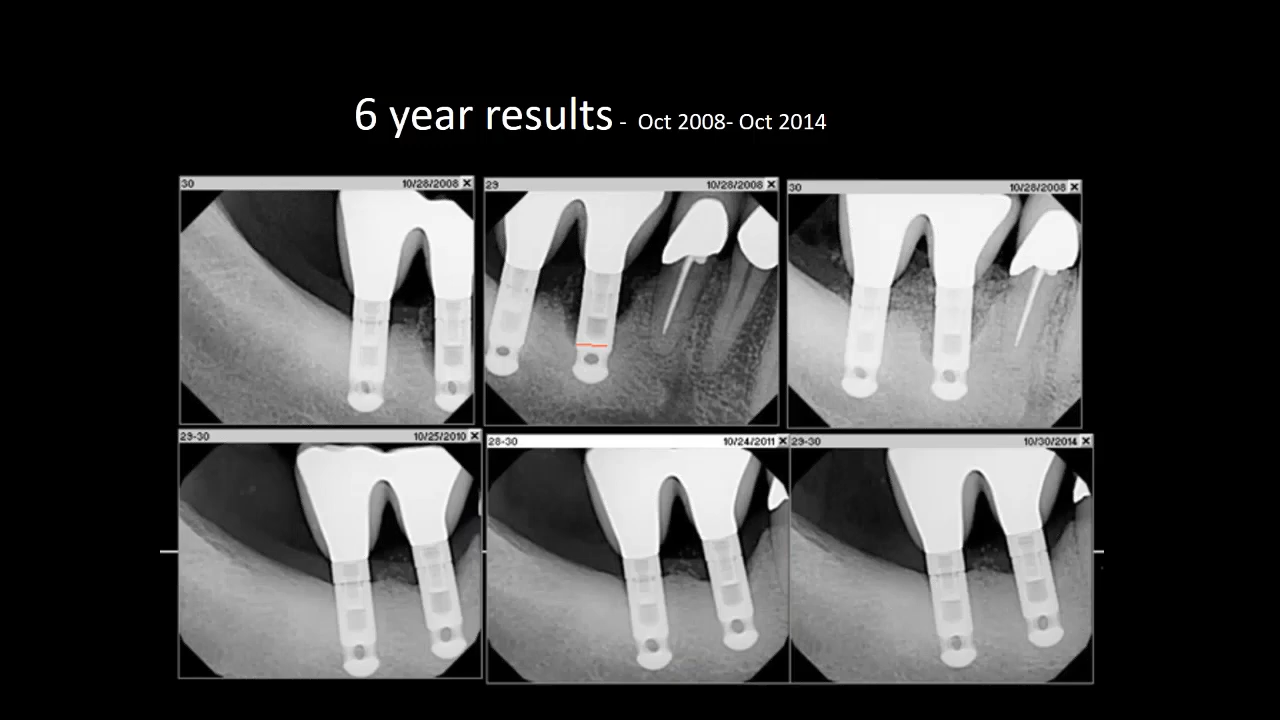 6 year results - Oct 2008- Oct 2014
30 10/28/2008 X
29 10/28/2008 X
30 10/28/2008 X
29-30 10/25/2010 X
28-30 10/24/2011 X
29-30 10/30/2014 X